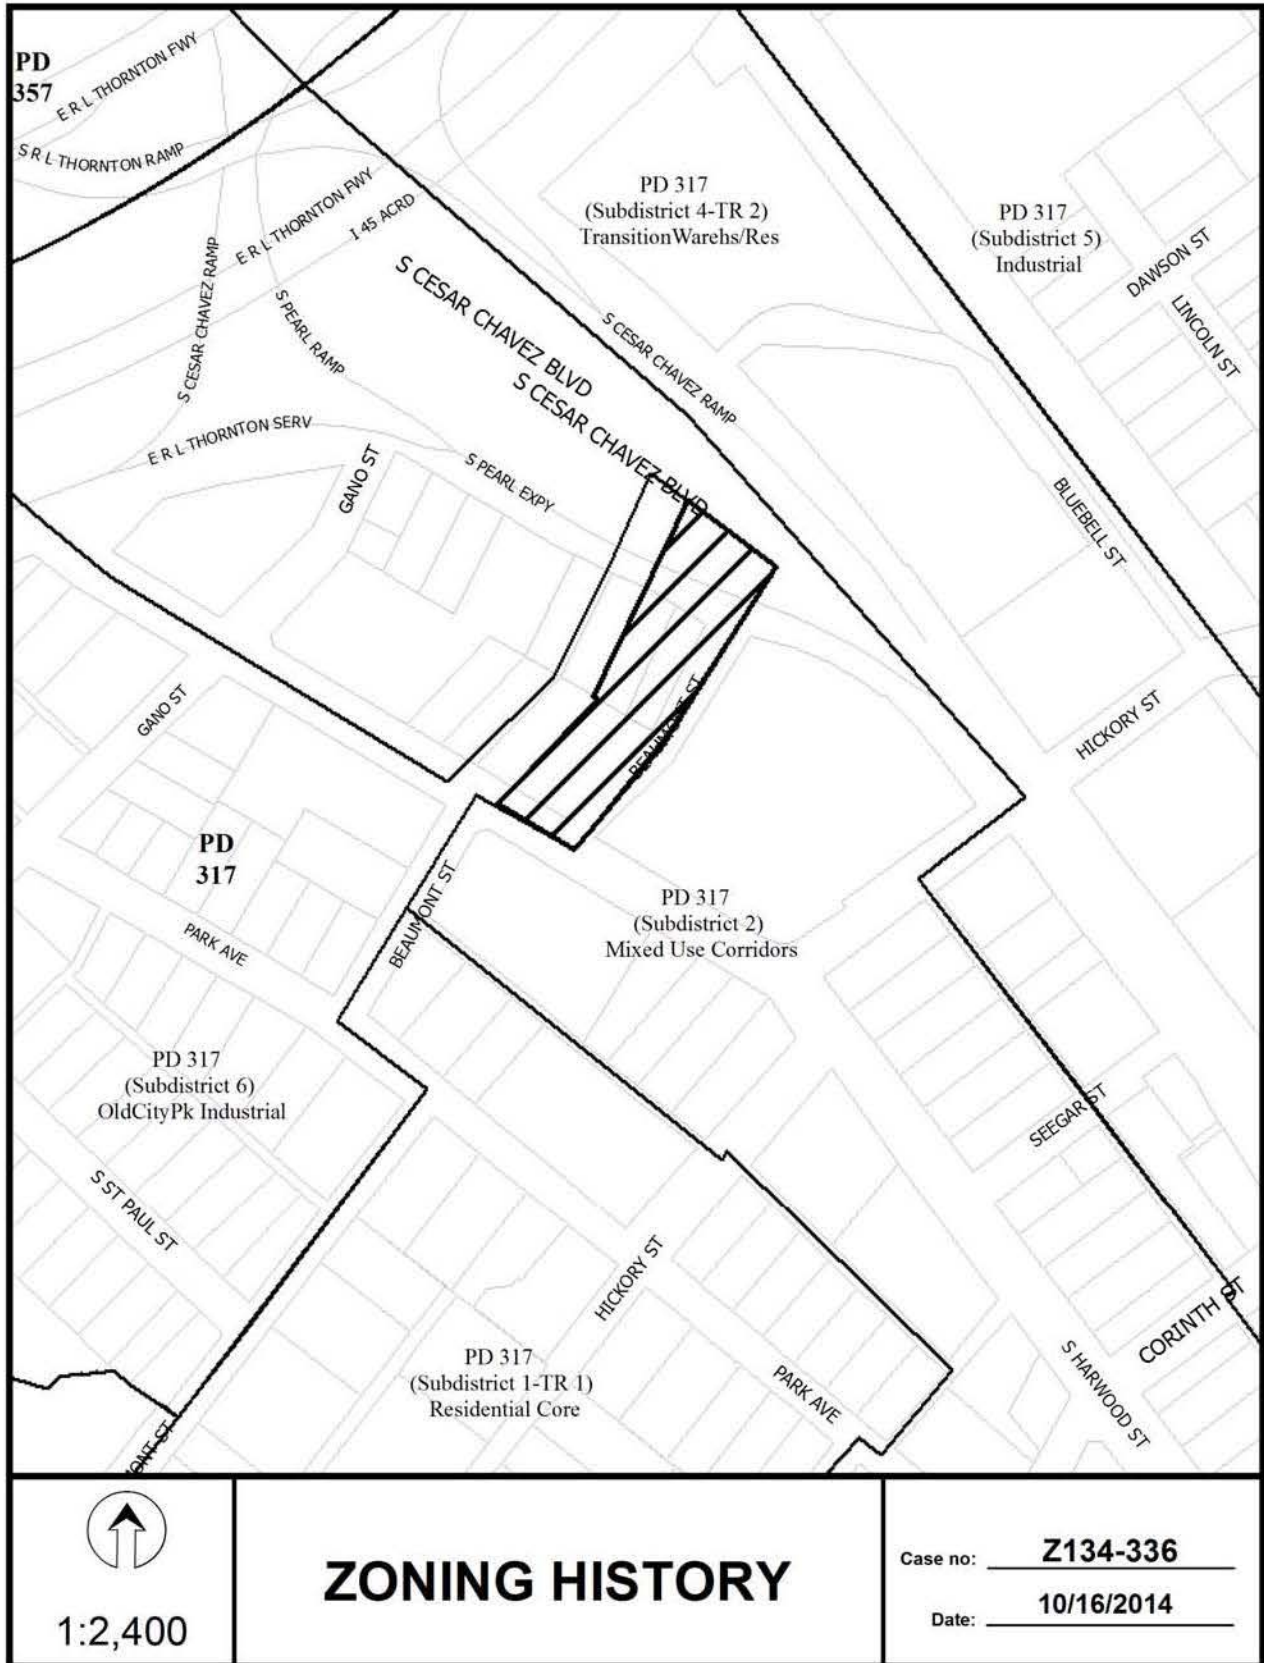 PD
357
E R L THORNTON FWY
S R L THORNTON RAMP
E R L THORNTON FWY
I 45 ACRD
S CESAR CHAVEZ RAMP
S PEARL RAMP
E R L THORNTON SERV
S CESAR CHAVEZ BLVD
S CESAR CHAVEZ BLVD
S CESAR CHAVEZ RAMP
PD 317
(Subdistrict 4-TR 2)
TransitionWarehs/Res
PD 317
(Subdistrict 5)
Industrial
DAWSON ST
LINCOLN ST
GANO ST
S PEARL EXPY
BLUEBELL ST
HICKORY ST
GANO ST
BEAUMONT ST
PD
317
BEAUMONT ST
PARK AVE
PD 317
(Subdistrict 2)
Mixed Use Corridors
PD 317
(Subdistrict 6)
OldCityPk Industrial
S ST PAUL ST
SEEGAR ST
HICKORY ST
CORINTH ST
S HARWOOD ST
PD 317
(Subdistrict 1-TR 1)
Residential Core
PARK AVE
MONT ST
1:2,400
ZONING HISTORY
Case no: Z134-336
Date: 10/16/2014